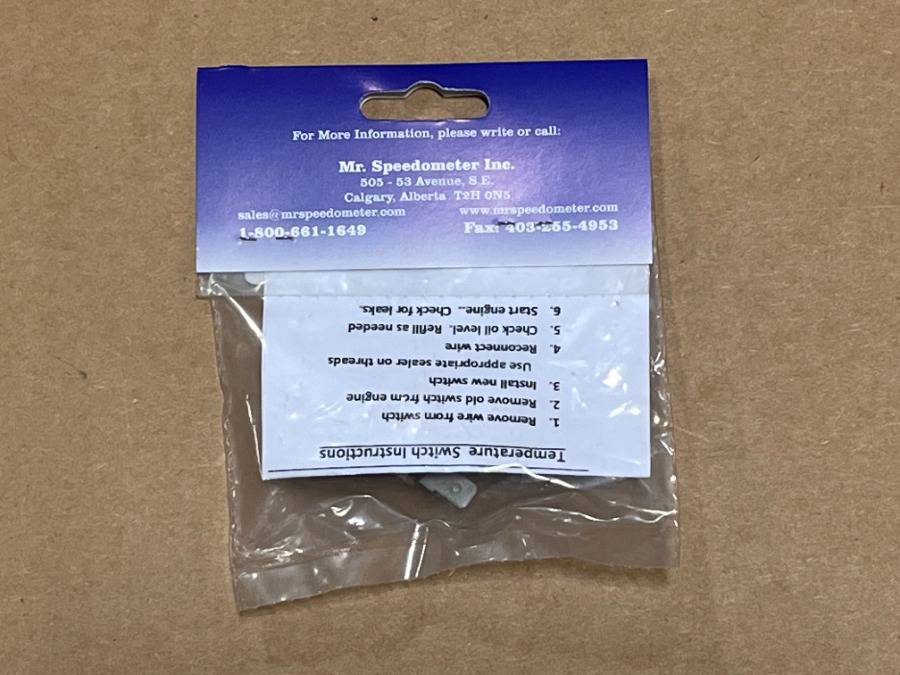 For More Information, please write or call:
Mr. Speedometer Inc.
505 - 53 Avenue, S.E.
Calgary, Alberta T2H 0N5
sales@mrspeedometer.com www.mrspeedometer.com
1-800-661-1649 Fax: 403-255-4953
Temperature Switch Instructions
1. Remove wire from switch
2. Remove old switch from engine
3. Install new switch
Use appropriate sealer on threads
4. Reconnect wire
5. Check oil level. Refill as needed
6. Start engine... Check for leaks.